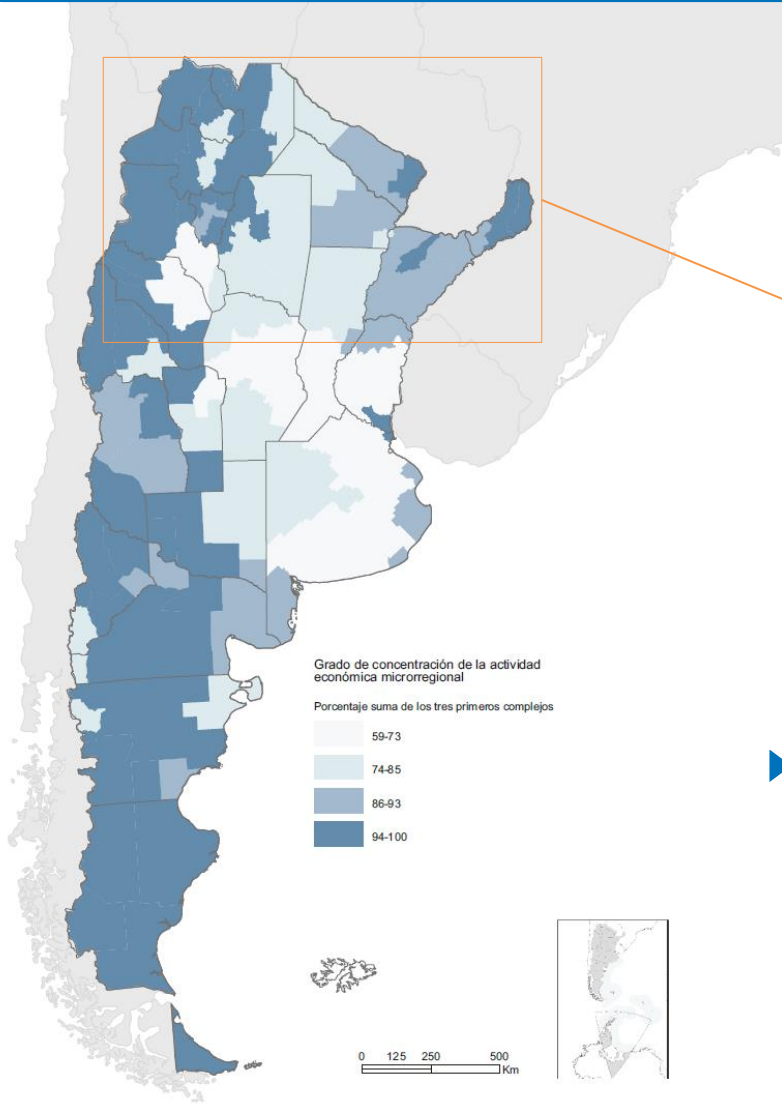 Grado de concentración de la actividad
económica microrregional
Porcentaje suma de los tres primeros complejos
59-73
74-85
86-93
94-100
0 125 250 500
Km